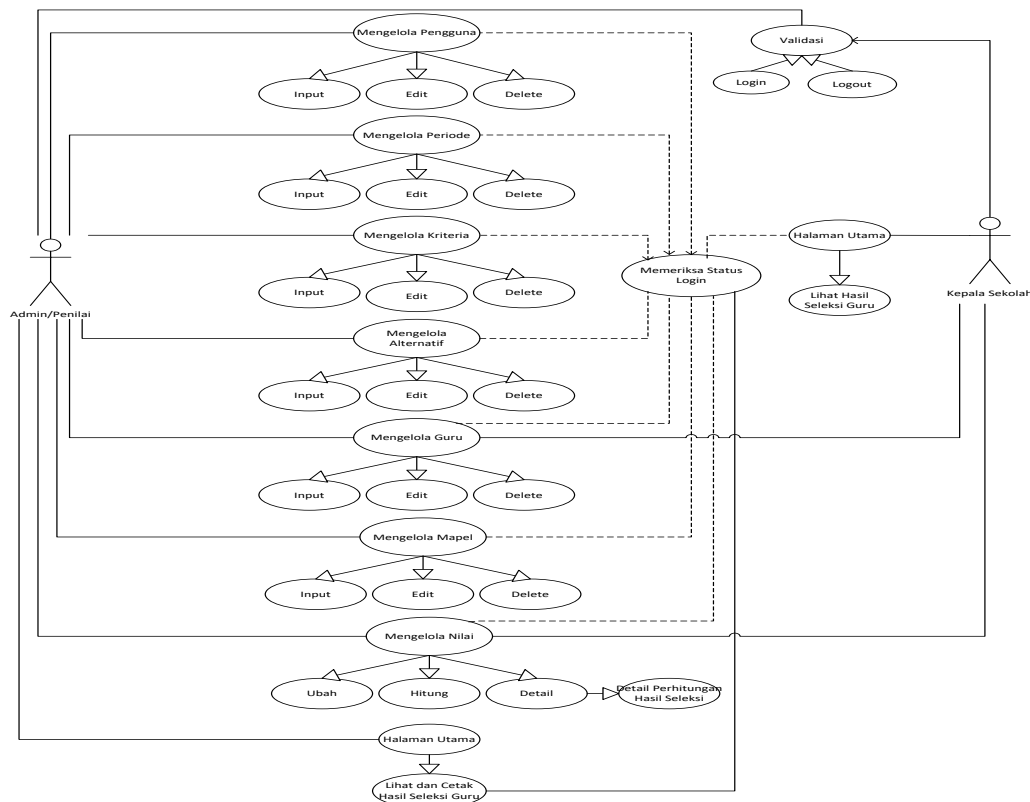 Mengelola Pengguna
Validasi
Login
Logout
Input
Edit
Delete
Mengelola Periode
Input
Edit
Delete
Mengelola Kriteria
Halaman Utama
Memeriksa Status
Login
Input
Edit
Delete
Lihat Hasil
Seleksi Guru
Kepala Sekolah
Admin/Penilai
Mengelola
Alternatif
Input
Edit
Delete
Mengelola Guru
Input
Edit
Delete
Mengelola Mapel
Input
Edit
Delete
Mengelola Nilai
Ubah
Hitung
Detail
Detail Perhitungan
Hasil Seleksi
Halaman Utama
Lihat dan Cetak
Hasil Seleksi Guru